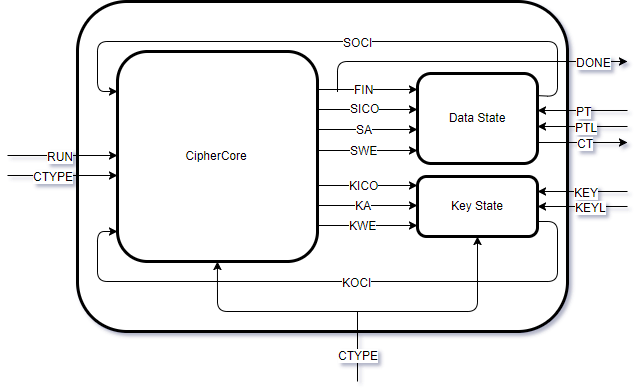 SOCI
DONE
FIN
SICO
PT
Data State
SA
PTL
CT
SWE
CipherCore
RUN
CTYPE
KICO
KEY
KA
Key State
KEYL
KWE
KOCI
CTYPE